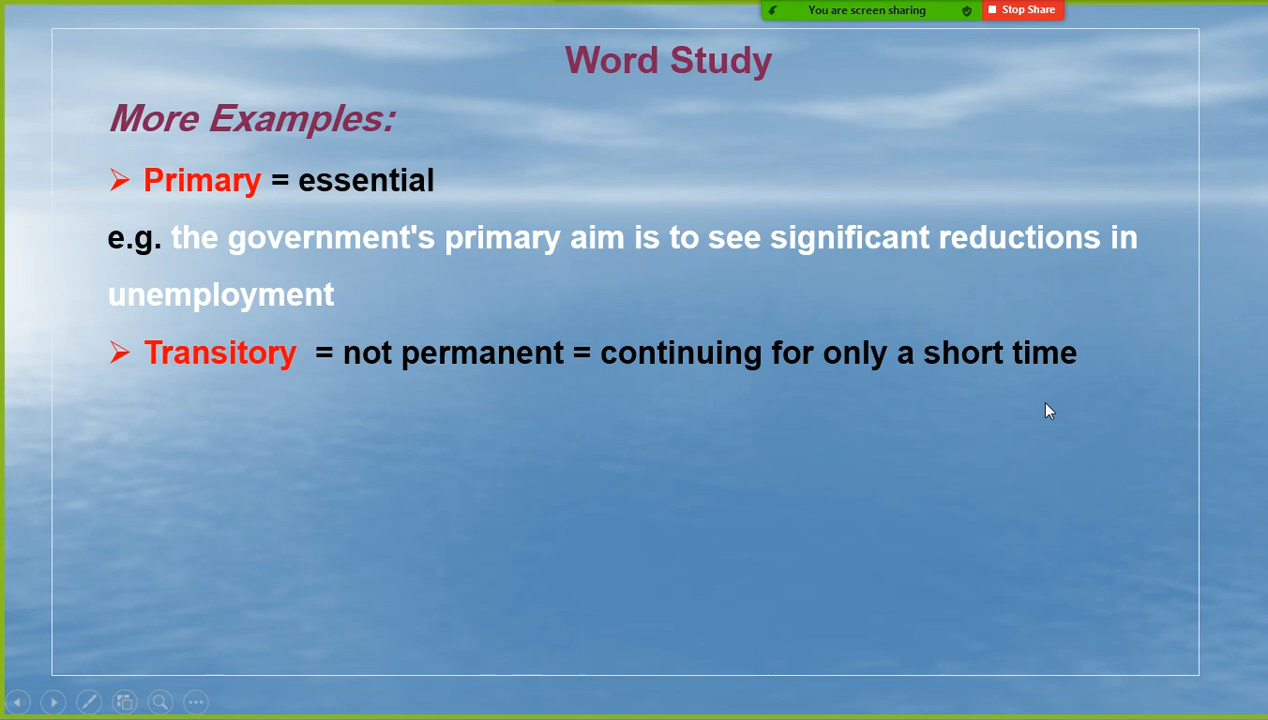 You are screen sharing
Stop Share
Word Study
More Examples:
Primary = essential
e.g. the government's primary aim is to see significant reductions in
unemployment
Transitory = not permanent = continuing for only a short time